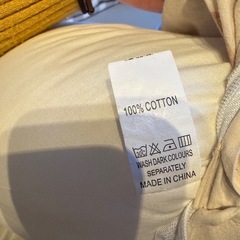 100% COTTON
WASH DARK COLOURS
SEPARATELY
MADE IN CHINA